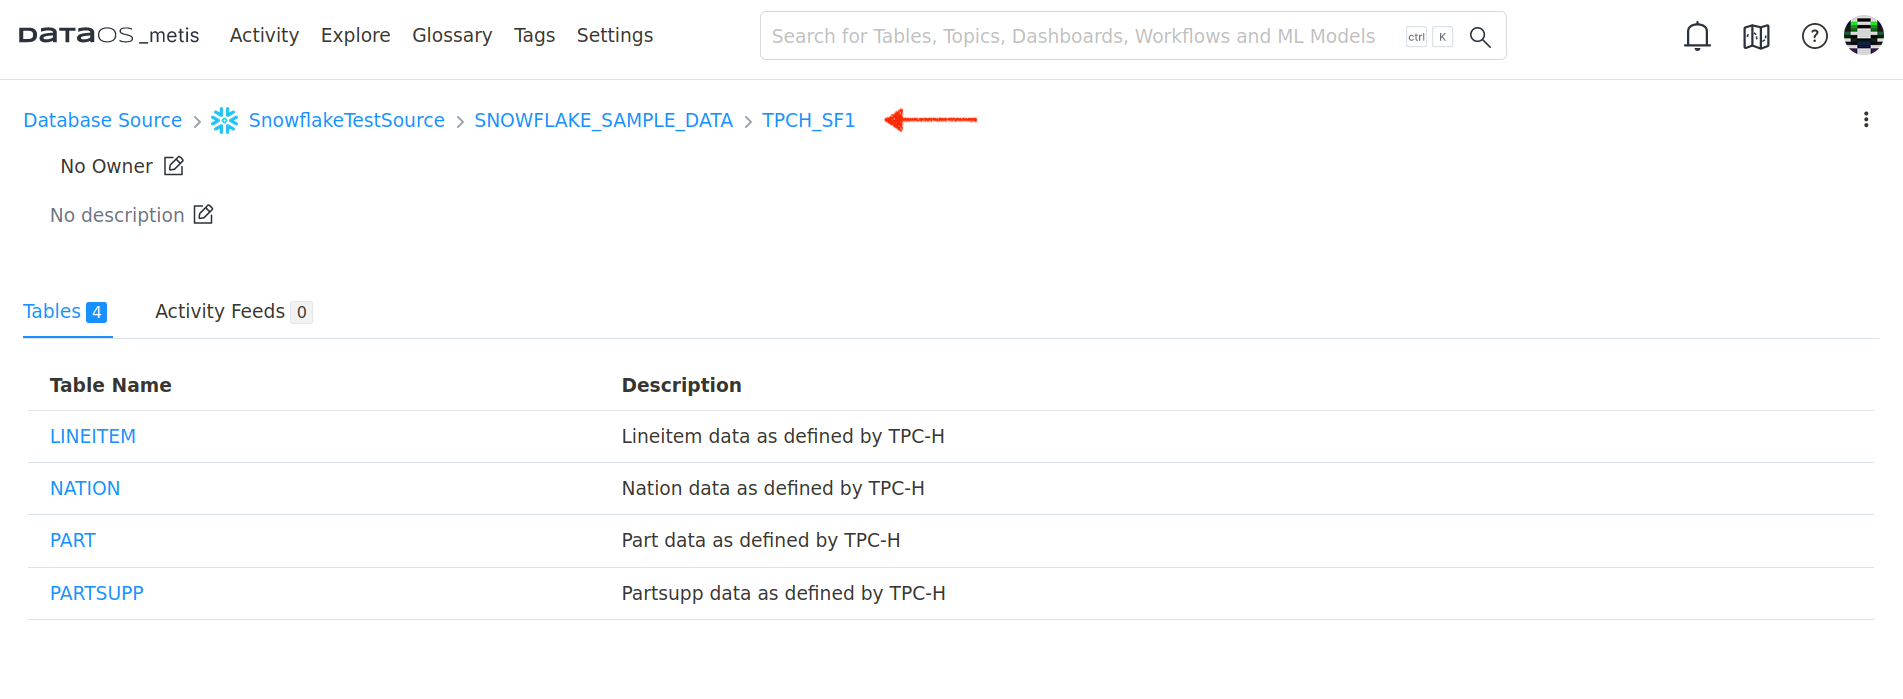 DATAOS _metis Activity Explore Glossary Tags Settings Search for Tables, Topics, Dashboards, Workflows and ML Models ctrl K ?
Database Source > SnowflakeTestSource > SNOWFLAKE_SAMPLE_DATA > TPCH_SF1
No Owner
No description
Tables 4 Activity Feeds 0
Table Name Description
LINEITEM Lineitem data as defined by TPC-H
NATION Nation data as defined by TPC-H
PART Part data as defined by TPC-H
PARTSUPP Partsupp data as defined by TPC-H